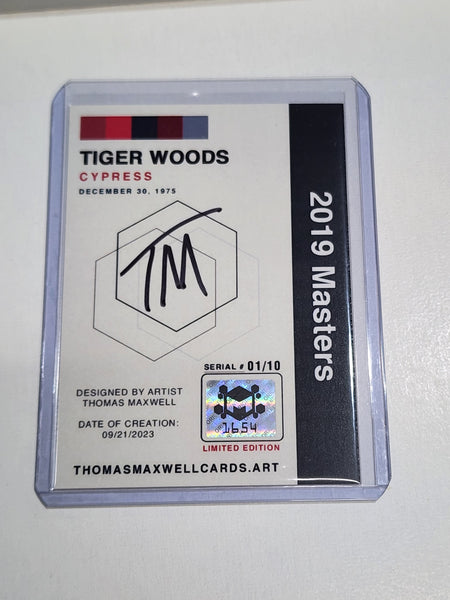 TIGER WOODS
CYPRESS
DECEMBER 30, 1975
TM
2019 Masters
SERIAL # 01/10
DESIGNED BY ARTIST
THOMAS MAXWELL
DATE OF CREATION:
09/21/2023
1654
LIMITED EDITION
THOMASMAXWELLCARDS.ART